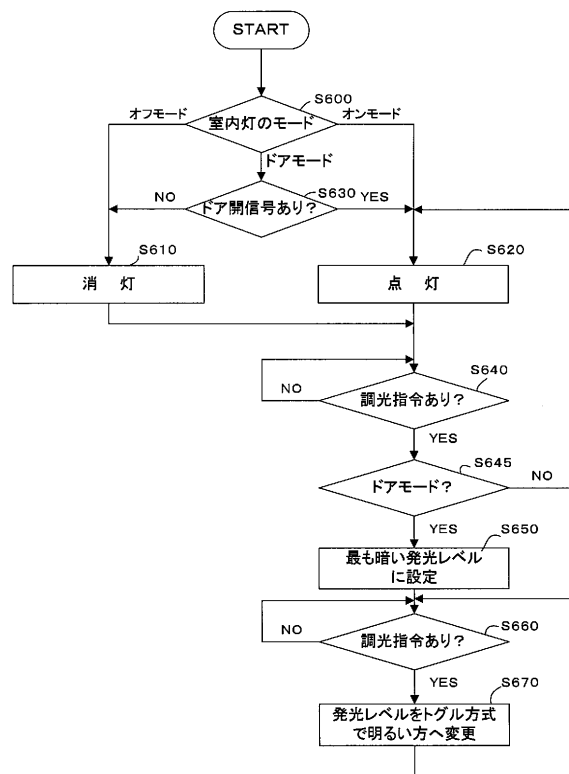 START
S600
オフモード
室内灯のモード
オンモード
ドアモード
S630
NO
ドア開信号あり？
YES
S610
消　灯
S620
点　灯
S640
調光指令あり？
NO
YES
S645
ドアモード？
NO
YES
S650
最も暗い発光レベル
に設定
S660
調光指令あり？
NO
YES
S670
発光レベルをトグル方式
で明るい方へ変更